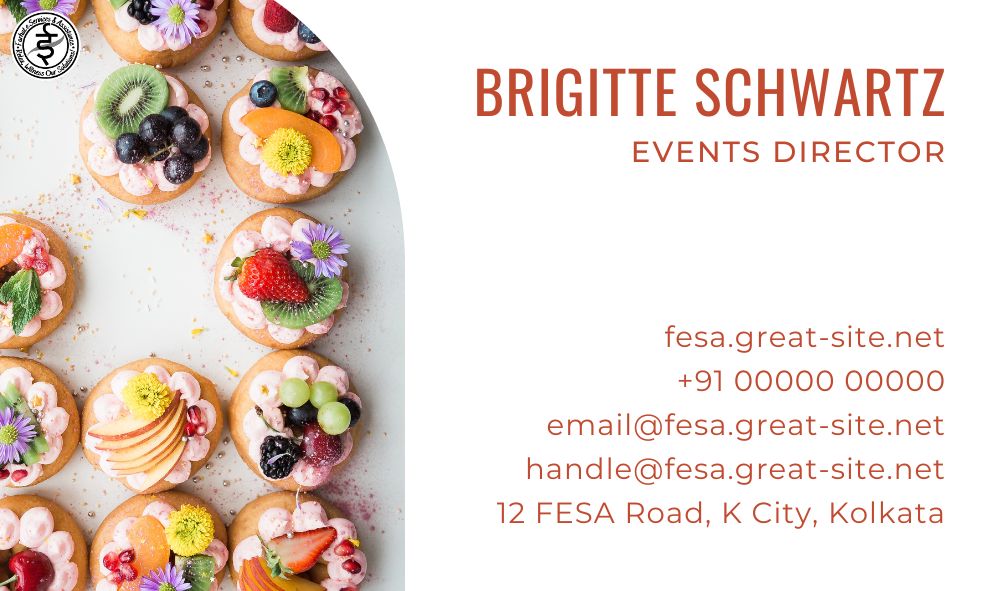 BRIGITTE SCHWARTZ
EVENTS DIRECTOR
fesa.great-site.net
+91 00000 00000
email@fesa.great-site.net
handle@fesa.great-site.net
12 FESA Road, K City, Kolkata